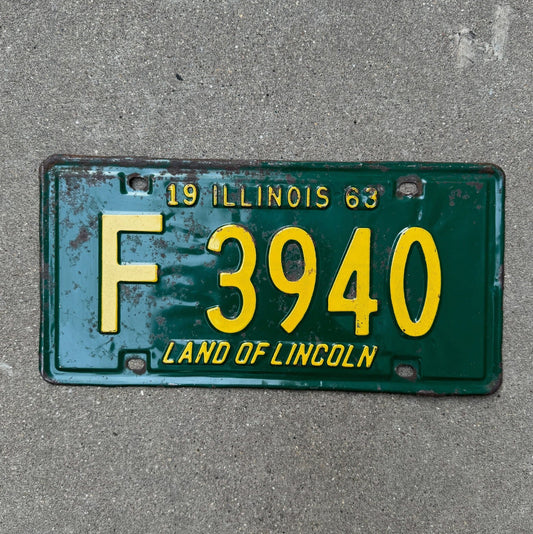 19 ILLINOIS 63
F 3940
LAND OF LINCOLN